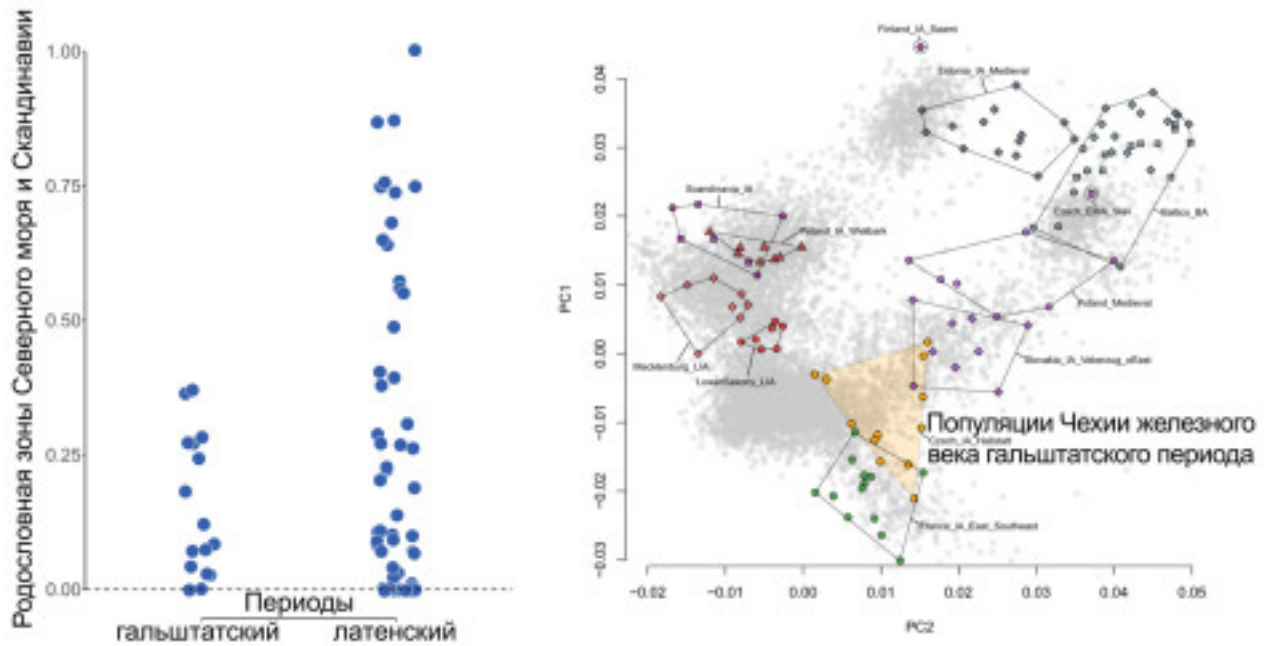 Родословная зоны Северного моря и Скандинавии
1.00
0.75
0.50
0.25
0.00
Периоды
гальштатский
латенский
PC1
0.04
0.03
0.02
0.01
0.00
−0.01
−0.02
−0.03
−0.02
−0.01
0.00
0.01
0.02
0.03
0.04
0.05
PC2
Finland_IA_Saami
Estonia_IA_Medieval
Scandinavia_IA
Poland_IA_Wielbark
Baltics_BA
Poland_Medieval
Mecklenburg_LIA
LowerSaxony_LIA
Популяции Чехии железного
Czech_IA_Hallstatt
века гальштатского периода
France_IA_East_Southeast